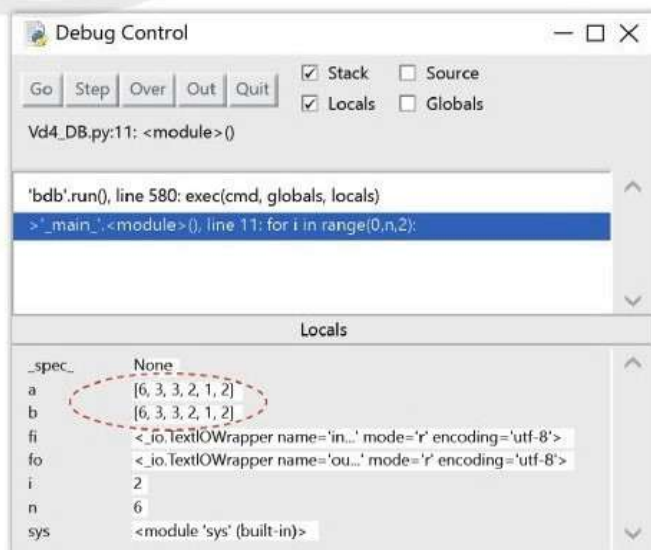 Debug Control
Go Step Over Out Quit
Stack Source
Locals Globals
Vd4_DB.py:11: <module>()
'bdb'.run(), line 580: exec(cmd, globals, locals)
>'_main_'.<module>(), line 11: for i in range(0,n,2):
Locals
_spec_ None
a [6, 3, 3, 2, 1, 2]
b [6, 3, 3, 2, 1, 2]
fi <_io.TextIOWrapper name='in...' mode='r' encoding='utf-8'>
fo <_io.TextIOWrapper name='ou...' mode='r' encoding='utf-8'>
i 2
n 6
sys <module 'sys' (built-in)>